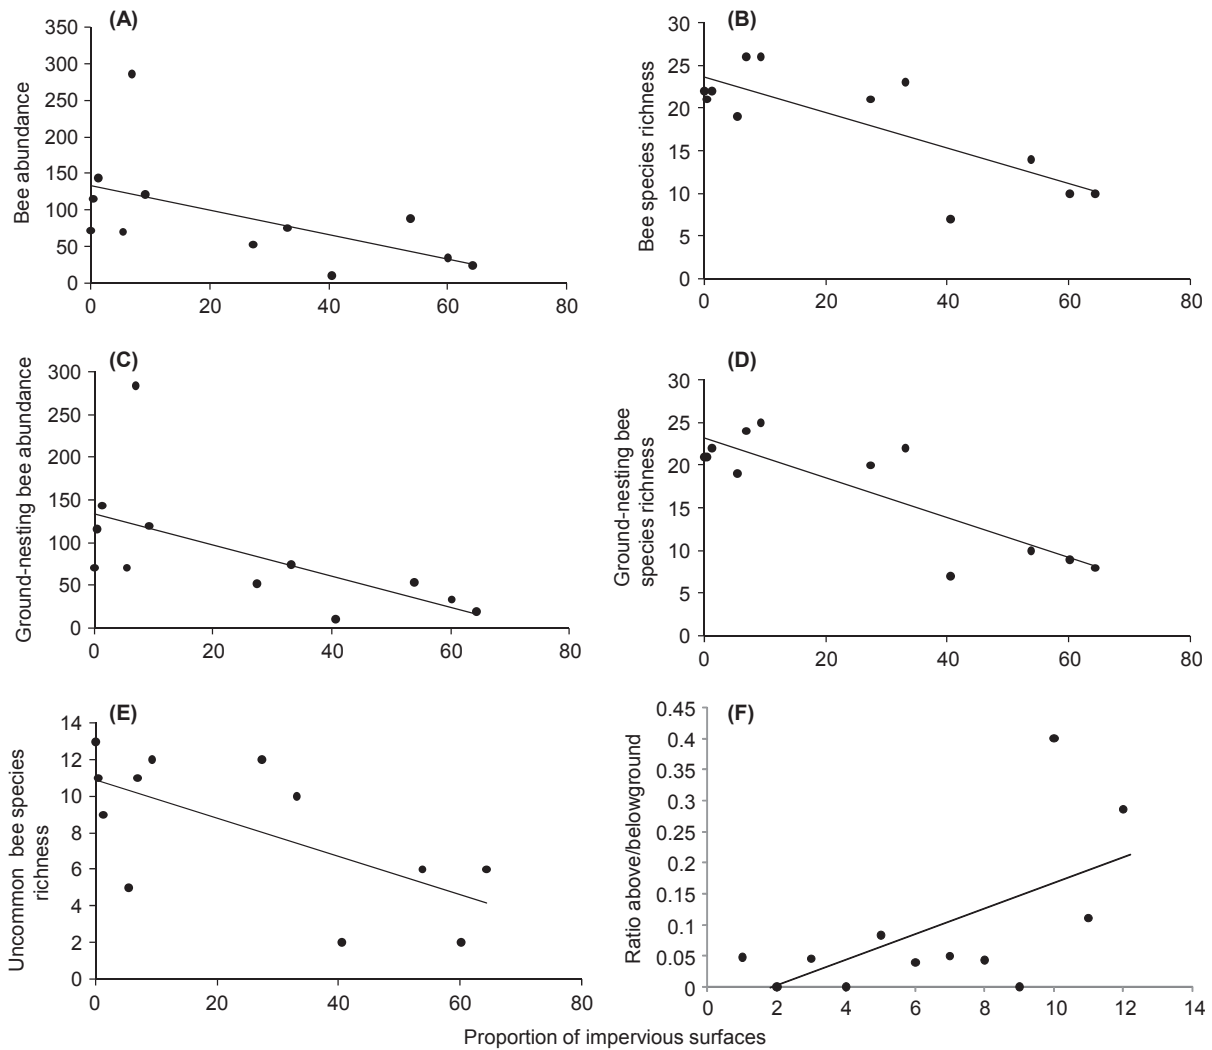 (A)
Bee abundance
350
300
250
200
150
100
50
0
0 20 40 60 80
(B)
Bee species richness
30
25
20
15
10
5
0
0 20 40 60 80
(C)
Ground-nesting bee abundance
300
250
200
150
100
50
0
0 20 40 60 80
(D)
Ground-nesting bee
species richness
30
25
20
15
10
5
0
0 20 40 60 80
(E)
Uncommon bee species
richness
14
12
10
8
6
4
2
0
0 20 40 60 80
(F)
Ratio above/belowground
0.45
0.4
0.35
0.3
0.25
0.2
0.15
0.1
0.05
0
0 2 4 6 8 10 12 14
Proportion of impervious surfaces